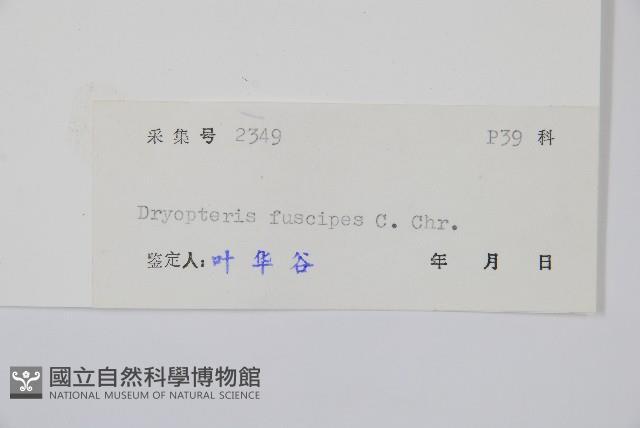 采集号 2349 P39 科
Dryopteris fuscipes C. Chr.
鉴定人: 叶华谷 年 月 日
國立自然科學博物館
NATIONAL MUSEUM OF NATURAL SCIENCE